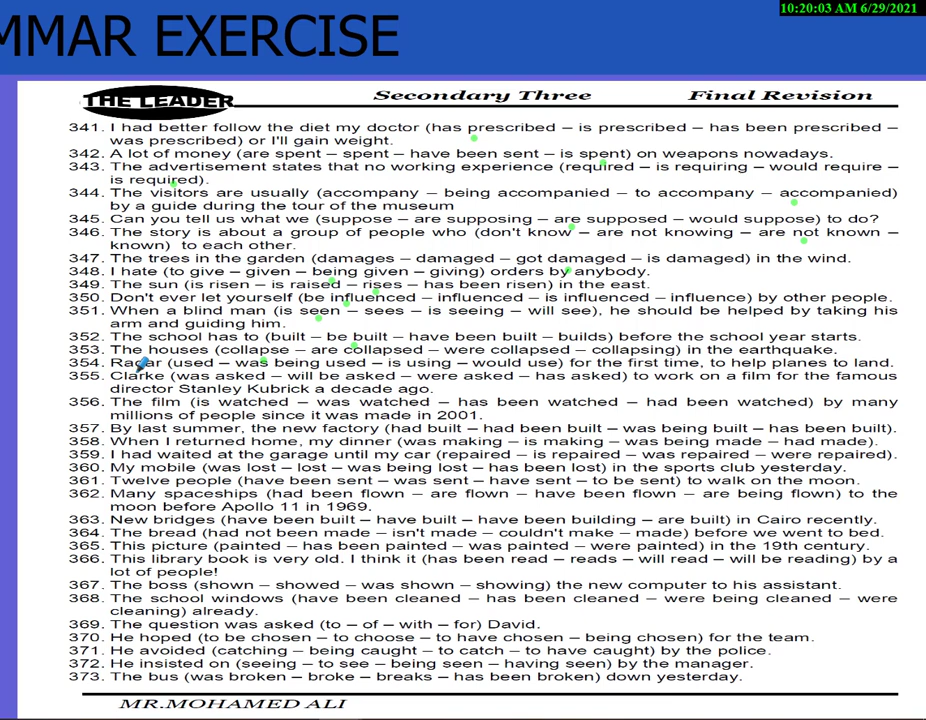 10:20:03 AM 6/29/2021
MMAR EXERCISE
THE LEADER Secondary Three Final Revision
341. I had better follow the diet my doctor (has prescribed – is prescribed – has been prescribed –
was prescribed) or I'll gain weight.
342. A lot of money (are spent – spent – have been sent – is spent) on weapons nowadays.
343. The advertisement states that no working experience (required – is requiring – would require –
is required).
344. The visitors are usually (accompany – being accompanied – to accompany – accompanied)
by a guide during the tour of the museum
345. Can you tell us what we (suppose – are supposing – are supposed – would suppose) to do?
346. The story is about a group of people who (don't know – are not knowing – are not known –
known) to each other.
347. The trees in the garden (damages – damaged – got damaged – is damaged) in the wind.
348. I hate (to give – given – being given – giving) orders by anybody.
349. The sun (is risen – is raised – rises – has been risen) in the east.
350. Don't ever let yourself (be influenced – influenced – is influenced – influence) by other people.
351. When a blind man (is seen – sees – is seeing – will see), he should be helped by taking his
arm and guiding him.
352. The school has to (built – be built – have been built – builds) before the school year starts.
353. The houses (collapse – are collapsed – were collapsed – collapsing) in the earthquake.
354. Radar (used – was being used – is using – would use) for the first time, to help planes to land.
355. Clarke (was asked – will be asked – were asked – has asked) to work on a film for the famous
director Stanley Kubrick a decade ago.
356. The film (is watched – was watched – has been watched – had been watched) by many
millions of people since it was made in 2001.
357. By last summer, the new factory (had built – had been built – was being built – has been built).
358. When I returned home, my dinner (was making – is making – was being made – had made).
359. I had waited at the garage until my car (repaired – is repaired – was repaired – were repaired).
360. My mobile (was lost – lost – was being lost – has been lost) in the sports club yesterday.
361. Twelve people (have been sent – was sent – have sent – to be sent) to walk on the moon.
362. Many spaceships (had been flown – are flown – have been flown – are being flown) to the
moon before Apollo 11 in 1969.
363. New bridges (have been built – have built – have been building – are built) in Cairo recently.
364. The bread (had not been made – isn't made – couldn't make – made) before we went to bed.
365. This picture (painted – has been painted – was painted – were painted) in the 19th century.
366. This library book is very old. I think it (has been read – reads – will read – will be reading) by a
lot of people!
367. The boss (shown – showed – was shown – showing) the new computer to his assistant.
368. The school windows (have been cleaned – has been cleaned – were being cleaned – were
cleaning) already.
369. The question was asked (to – of – with – for) David.
370. He hoped (to be chosen – to choose – to have chosen – being chosen) for the team.
371. He avoided (catching – being caught – to catch – to have caught) by the police.
372. He insisted on (seeing – to see – being seen – having seen) by the manager.
373. The bus (was broken – broke – breaks – has been broken) down yesterday.
MR.MOHAMED ALI